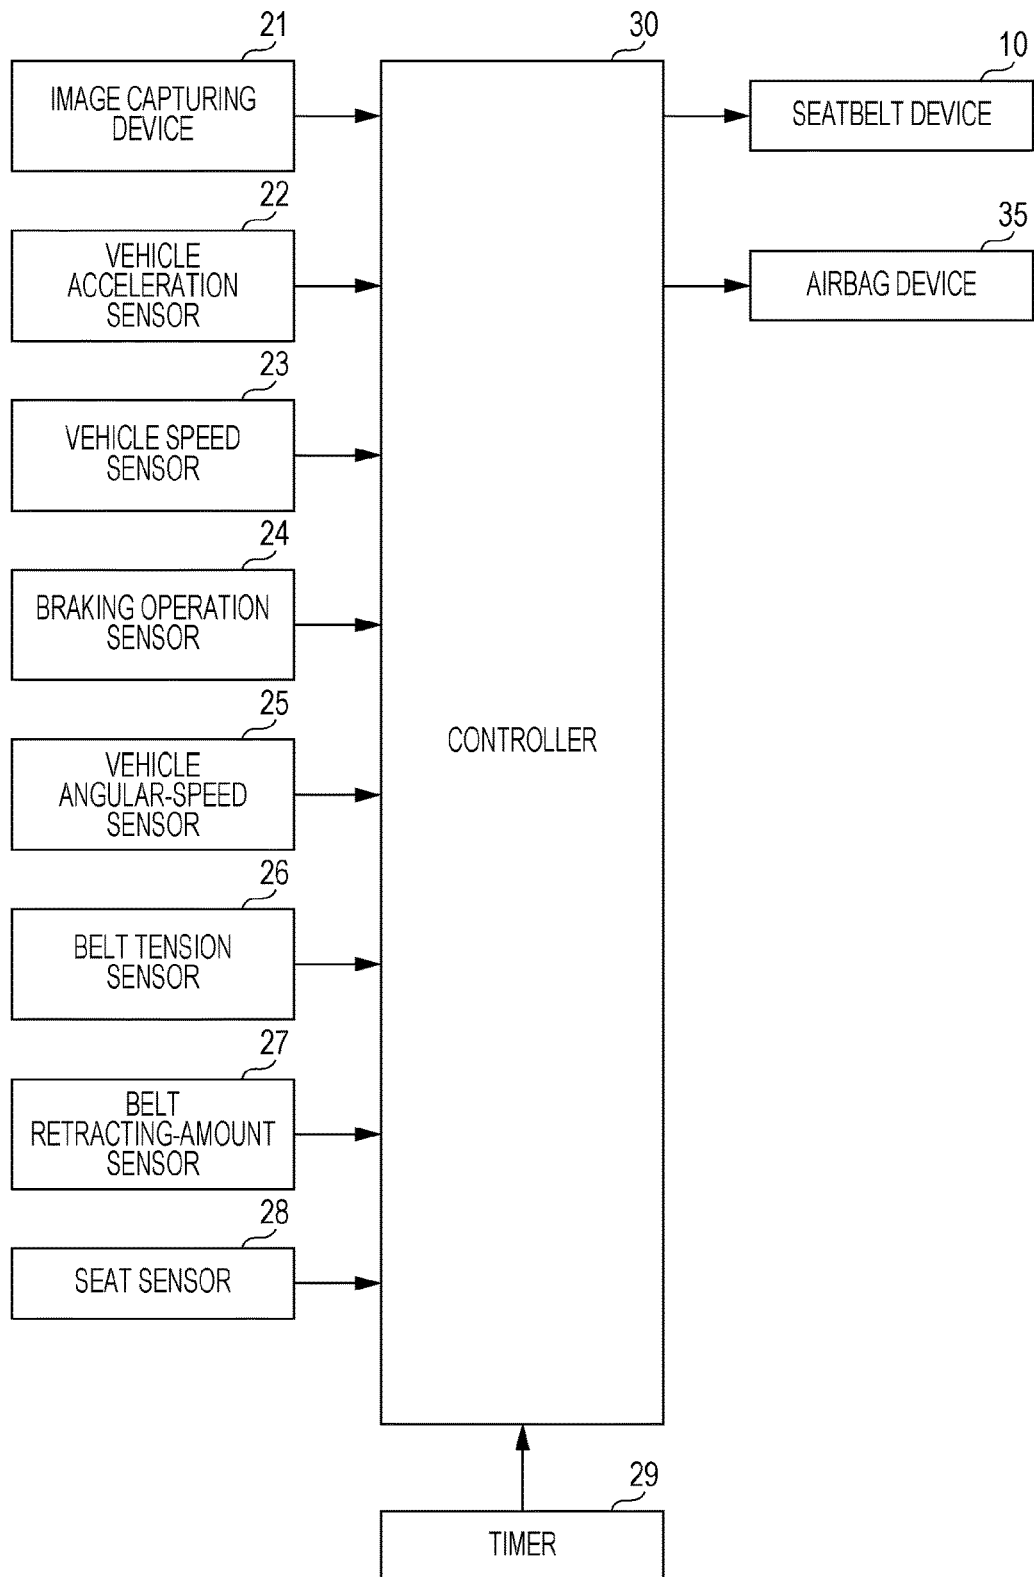 21
IMAGE CAPTURING
DEVICE
22
VEHICLE
ACCELERATION
SENSOR
23
VEHICLE SPEED
SENSOR
24
BRAKING OPERATION
SENSOR
25
VEHICLE
ANGULAR-SPEED
SENSOR
26
BELT TENSION
SENSOR
27
BELT
RETRACTING-AMOUNT
SENSOR
28
SEAT SENSOR
30
CONTROLLER
29
TIMER
10
SEATBELT DEVICE
35
AIRBAG DEVICE